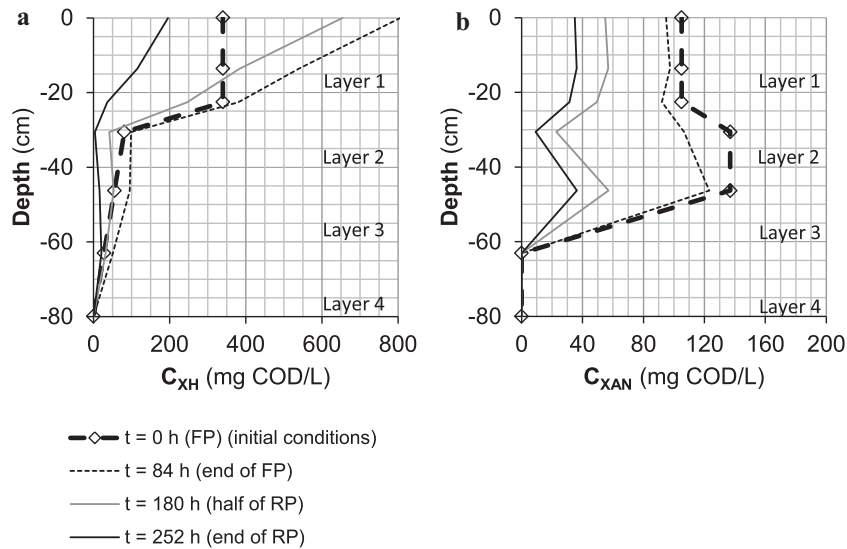 a
0
-20
-40
-60
-80
Depth (cm)
Layer 1
Layer 2
Layer 3
Layer 4
0 200 400 600 800
C_XH (mg COD/L)
b
0
-20
-40
-60
-80
Depth (cm)
Layer 1
Layer 2
Layer 3
Layer 4
0 40 80 120 160 200
C_XAN (mg COD/L)
t = 0 h (FP) (initial conditions)
t = 84 h (end of FP)
t = 180 h (half of RP)
t = 252 h (end of RP)